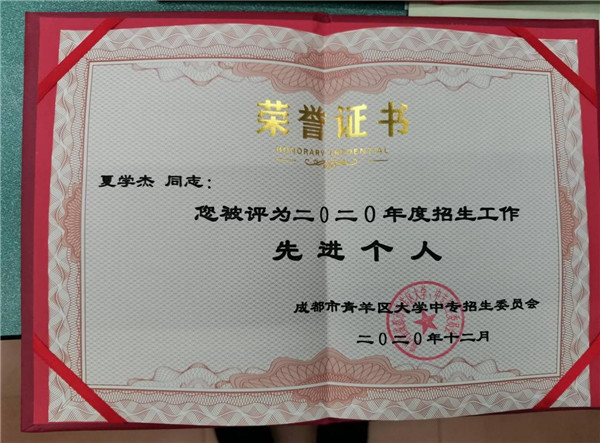 荣誉证书
HONORARY CREDENTIAL
夏学杰 同志：
您被评为二0二0年度招生工作
先进个人
成都市青羊区大学中专招生委员会
二0二0年十二月